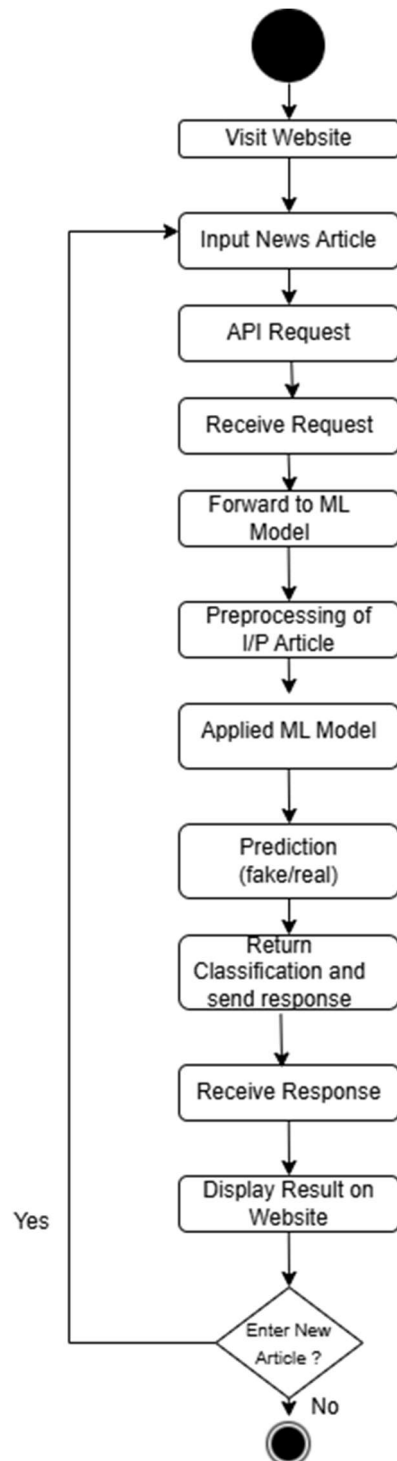 Visit Website
Input News Article
API Request
Receive Request
Forward to ML
Model
Preprocessing of
I/P Article
Applied ML Model
Prediction
(fake/real)
Return
Classification and
send response
Receive Response
Display Result on
Website
Yes
Enter New
Article ?
No